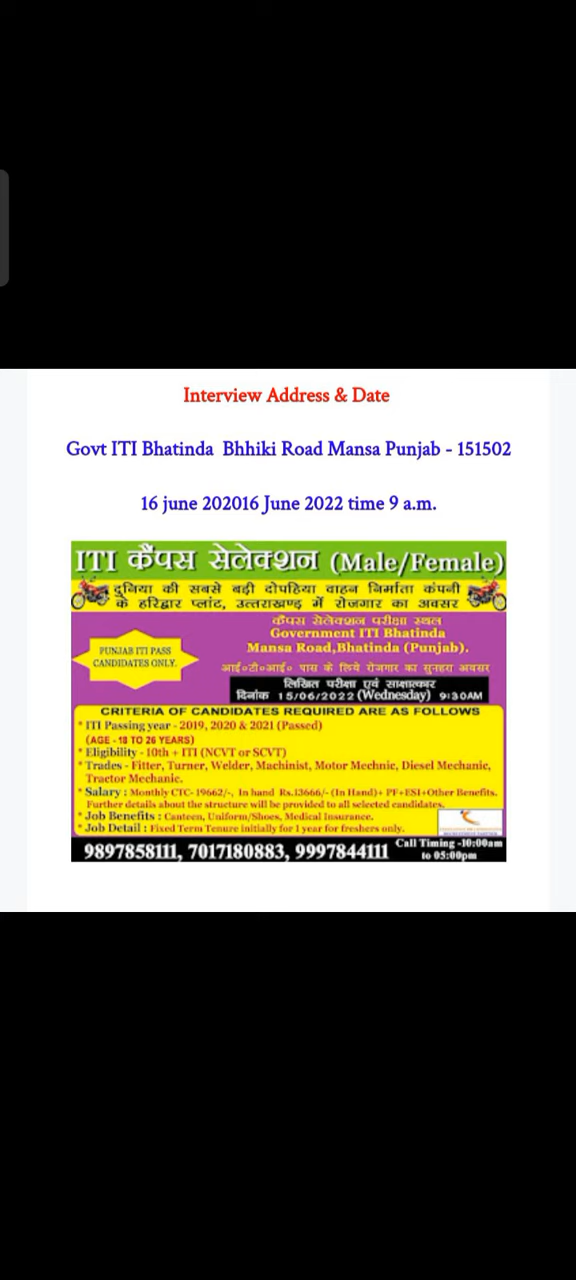 Interview Address & Date
Govt ITI Bhatinda Bhhiki Road Mansa Punjab - 151502
16 june 202016 June 2022 time 9 a.m.
ITI कैंपस सेलेक्शन (Male/Female)
दुनिया की सबसे बड़ी दोपहिया वाहन निर्माता कंपनी
के हरिद्वार प्लांट, उत्तराखण्ड में रोजगार का अवसर
कैंपस सेलेक्शन परीक्षा स्थल
Government ITI Bhatinda
Mansa Road,Bhatinda (Punjab).
PUNJAB ITI PASS
CANDIDATES ONLY.
आई०टी०आई० पास के लिये रोजगार का सुनहरा अवसर
लिखित परीक्षा एवं साक्षात्कार
दिनांक 15/06/2022 (Wednesday) 9:30AM
CRITERIA OF CANDIDATES REQUIRED ARE AS FOLLOWS
* ITI Passing year - 2019, 2020 & 2021 (Passed)
(AGE - 18 TO 26 YEARS)
* Eligibility - 10th + ITI (NCVT or SCVT)
* Trades - Fitter, Turner, Welder, Machinist, Motor Mechnic, Diesel Mechanic,
Tractor Mechanic.
* Salary : Monthly CTC- 19662/-, In hand Rs.13666/- (In Hand)+ PF+ESI+Other Benefits.
Further details about the structure will be provided to all selected candidates.
* Job Benefits : Canteen, Uniform/Shoes, Medical Insurance.
* Job Detail : Fixed Term Tenure initially for 1 year for freshers only.
9897858111, 7017180883, 9997844111
Call Timing -10:00am
to 05:00pm